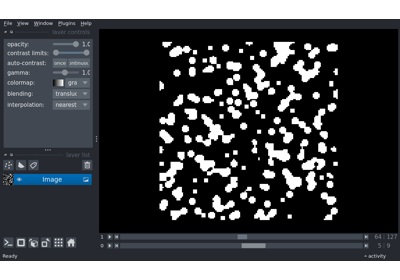 File View Window Plugins Help
layer controls
opacity: 1.0
contrast limits:
auto-contrast: once
gamma: 1.0
colormap: gra
blending: translu
interpolation: nearest
layer list
Image
1 64 127
0 5 9
Ready activity